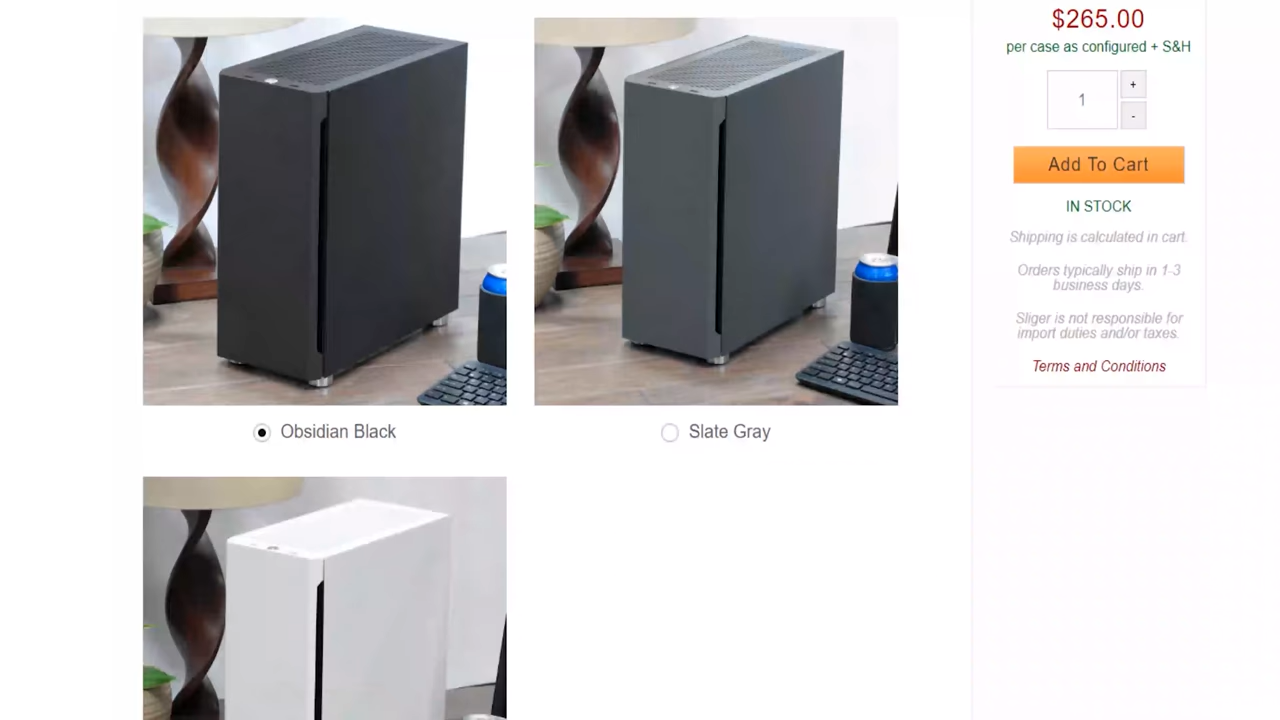 $265.00
per case as configured + S&H
1
+
-
Add To Cart
IN STOCK
Shipping is calculated in cart.
Orders typically ship in 1-3
business days.
Sliger is not responsible for
import duties and/or taxes.
Terms and Conditions
Obsidian Black
Slate Gray